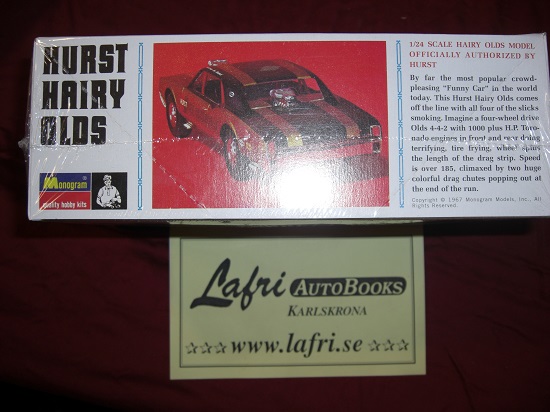 HURST
HAIRY
OLDS
Monogram
quality hobby kits
1/24 SCALE HAIRY OLDS MODEL
OFFICIALLY AUTHORIZED BY
HURST
By far the most popular crowd-
pleasing "Funny Car" in the world
today. This Hurst Hairy Olds comes
off the line with all four of the slicks
smoking. Imagine a four-wheel drive
Olds 4-4-2 with 1000 plus H.P. Toro-
nado engines in front and rear doing
terrifying, tire frying, wheel spins
the length of the drag strip. Speed
is over 185, climaxed by two huge
colorful drag chutes popping out at
the end of the run.
Copyright © 1967 Monogram Models, Inc., All
Rights Reserved.
Lafri AUTOBOOKS
KARLSKRONA
www.lafri.se